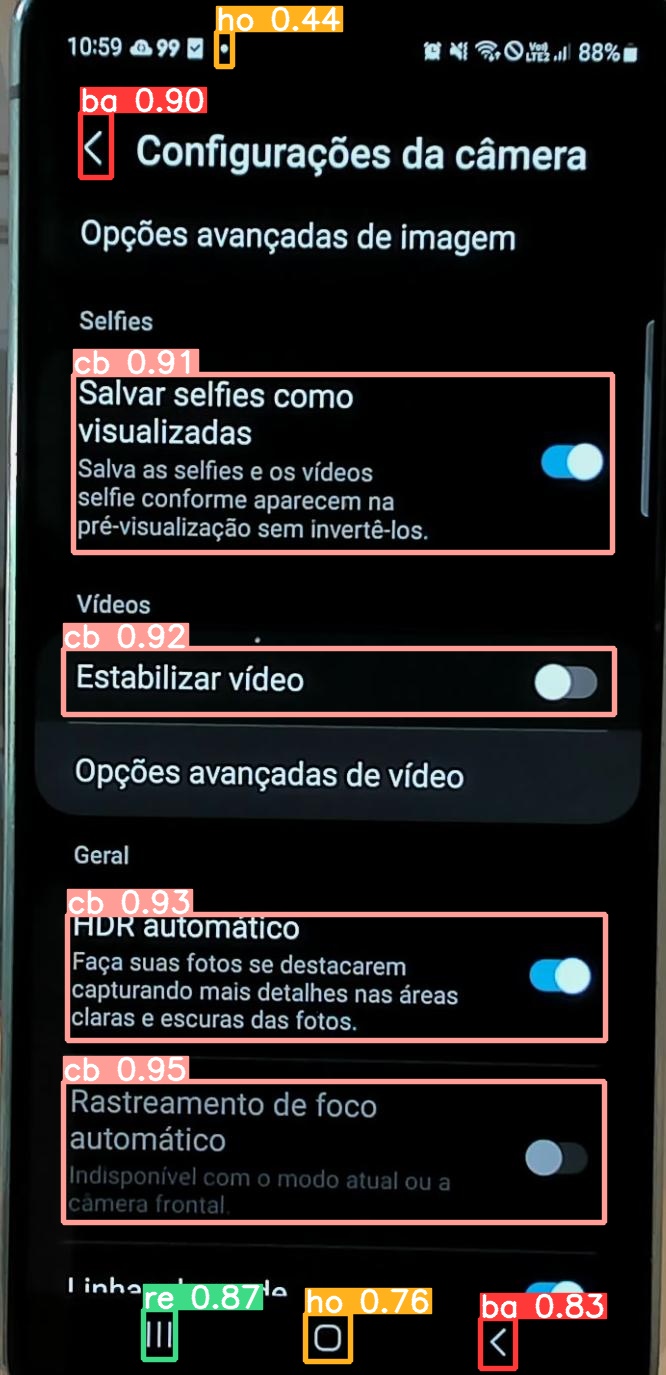 ho 0.44
10:59 99 Vo) LTE2 88%
ba 0.90
Configurações da câmera
Opções avançadas de imagem
Selfies
cb 0.91
Salvar selfies como
visualizadas
Salva as selfies e os vídeos
selfie conforme aparecem na
pré-visualização sem invertê-los.
Vídeos
cb 0.92
Estabilizar vídeo
Opções avançadas de vídeo
Geral
cb 0.93
HDR automático
Faça suas fotos se destacarem
capturando mais detalhes nas áreas
claras e escuras das fotos.
cb 0.95
Rastreamento de foco
automático
Indisponível com o modo atual ou a
câmera frontal.
re 0.87
ho 0.76
ba 0.83